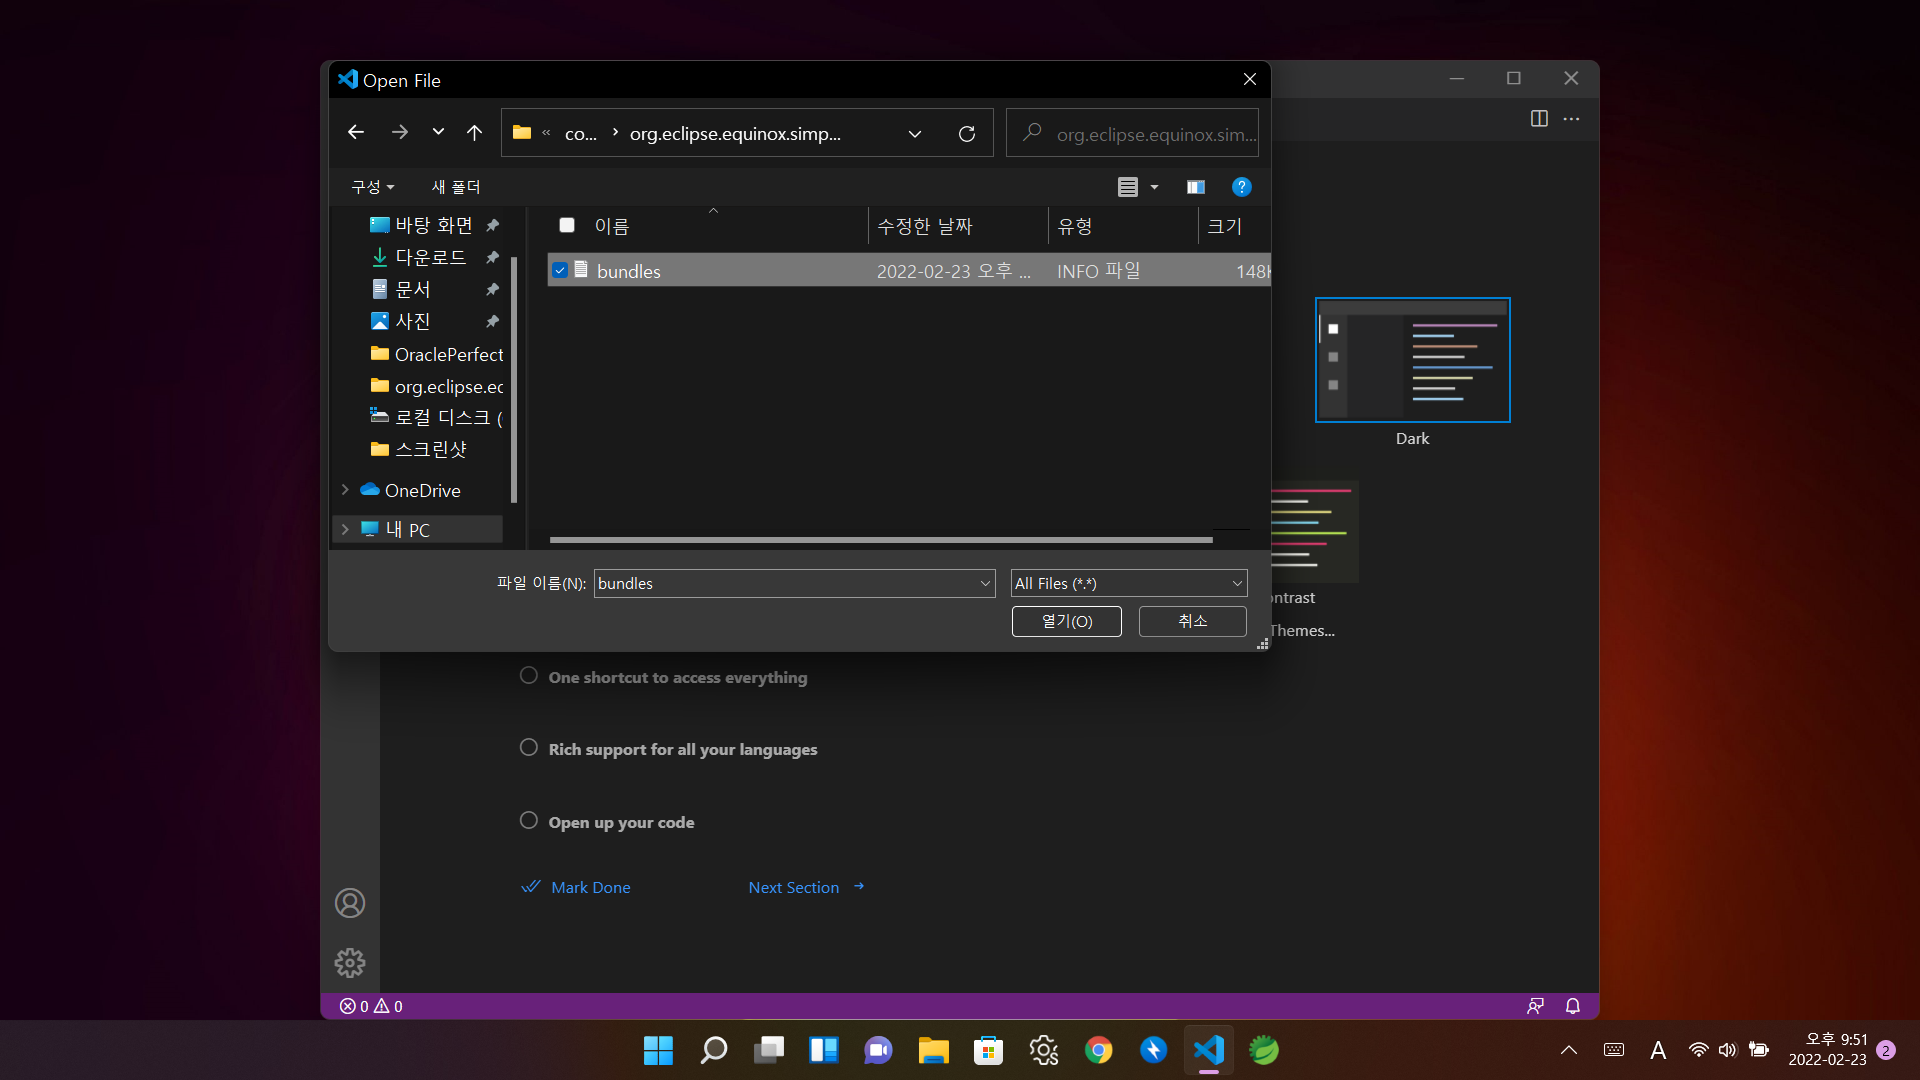 Open File
co...
org.eclipse.equinox.simp...
org.eclipse.equinox.sim...
구성
새 폴더
바탕 화면
다운로드
문서
사진
OraclePerfect
org.eclipse.ec
로컬 디스크 (
스크린샷
OneDrive
내 PC
이름 수정한 날짜 유형 크기
bundles 2022-02-23 오후 ... INFO 파일 148K
파일 이름(N): bundles All Files (*.*)
열기(O) 취소
Dark
ntrast
Themes...
One shortcut to access everything
Rich support for all your languages
Open up your code
Mark Done Next Section
0 0
A
오후 9:51
2022-02-23
2